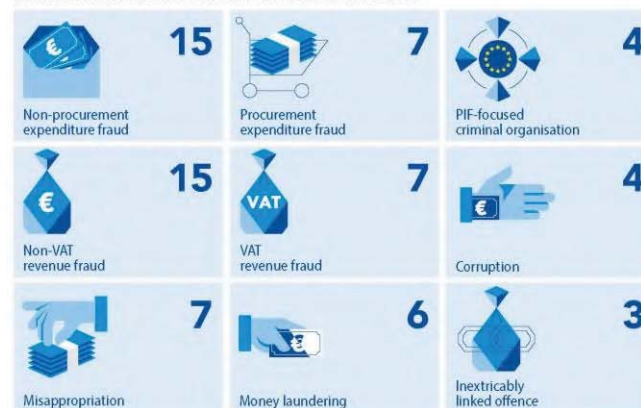 15
Non-procurement
expenditure fraud
7
Procurement
expenditure fraud
4
PIF-focused
criminal organisation
€
15
Non-VAT
revenue fraud
VAT
7
VAT
revenue fraud
€
4
Corruption
7
Misappropriation
€
6
Money laundering
3
Inextricably
linked offence